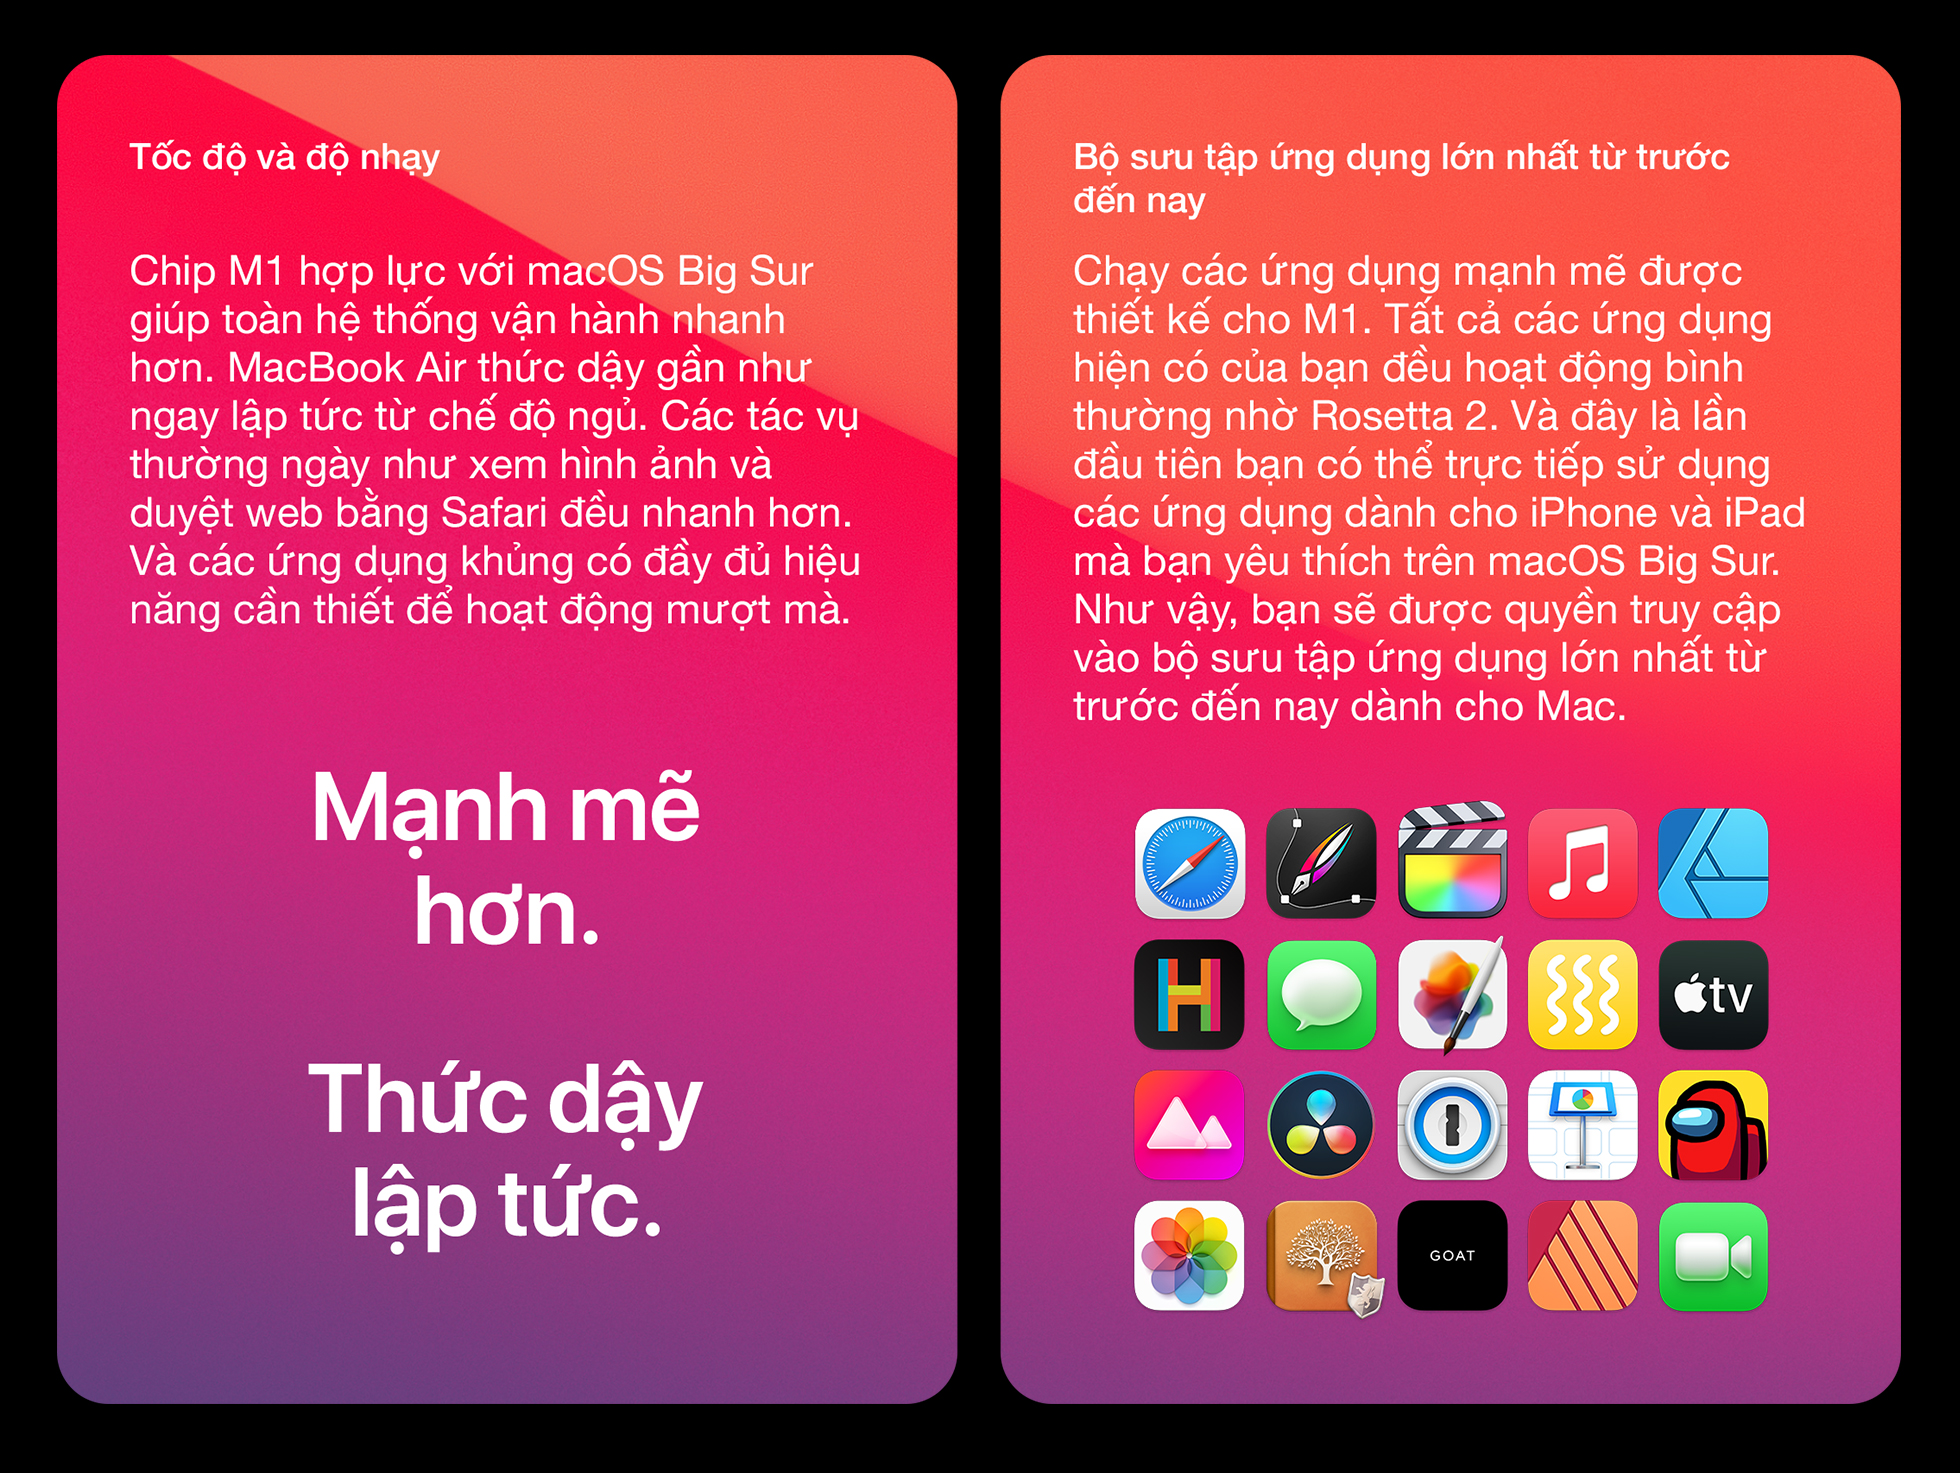 Tốc độ và độ nhạy
Chip M1 hợp lực với macOS Big Sur
giúp toàn hệ thống vận hành nhanh
hơn. MacBook Air thức dậy gần như
ngay lập tức từ chế độ ngủ. Các tác vụ
thường ngày như xem hình ảnh và
duyệt web bằng Safari đều nhanh hơn.
Và các ứng dụng khủng có đầy đủ hiệu
năng cần thiết để hoạt động mượt mà.
Mạnh mẽ
hơn.
Thức dậy
lập tức.
Bộ sưu tập ứng dụng lớn nhất từ trước
đến nay
Chạy các ứng dụng mạnh mẽ được
thiết kế cho M1. Tất cả các ứng dụng
hiện có của bạn đều hoạt động bình
thường nhờ Rosetta 2. Và đây là lần
đầu tiên bạn có thể trực tiếp sử dụng
các ứng dụng dành cho iPhone và iPad
mà bạn yêu thích trên macOS Big Sur.
Như vậy, bạn sẽ được quyền truy cập
vào bộ sưu tập ứng dụng lớn nhất từ
trước đến nay dành cho Mac.
H
tv
GOAT